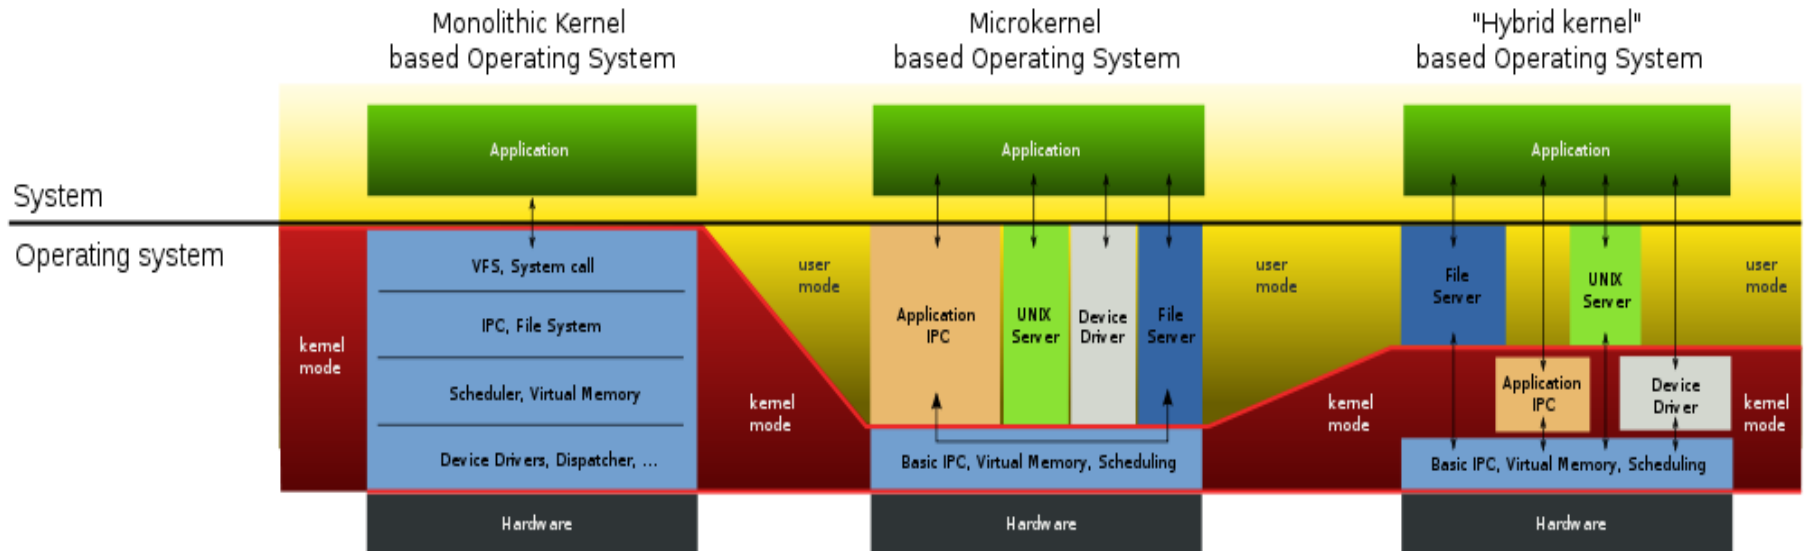 Monolithic Kernel
based Operating System
Microkernel
based Operating System
"Hybrid kernel"
based Operating System
Application
Application
Application
System
Operating system
VFS, System call
IPC, File System
Scheduler, Virtual Memory
Device Drivers, Dispatcher, ...
kernel
mode
kernel
mode
user
mode
Application
IPC
UNIX
Server
Device
Driver
File
Server
Basic IPC, Virtual Memory, Scheduling
user
mode
kernel
mode
File
Server
UNIX
Server
user
mode
Application
IPC
Device
Driver
kernel
mode
Basic IPC, Virtual Memory, Scheduling
Hardware
Hardware
Hardware